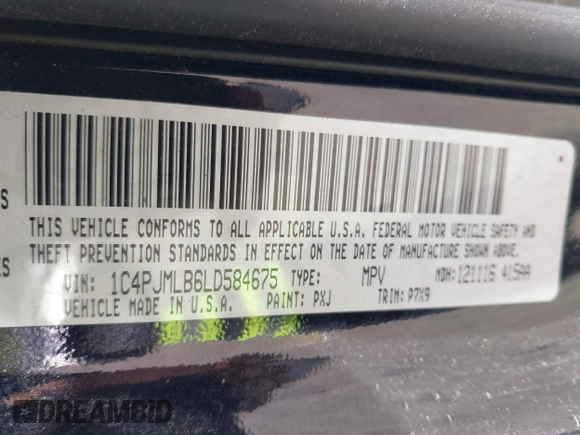 S
THIS VEHICLE CONFORMS TO ALL APPLICABLE U.S.A. FEDERAL MOTOR VEHICLE SAFETY AND
THEFT PREVENTION STANDARDS IN EFFECT ON THE DATE OF MANUFACTURE SHOWN ABOVE.
ES
VIN: 1C4PJMLB6LD584675 TYPE: MPV MDH: 121116 415AA
VEHICLE MADE IN U.S.A. PAINT: PXJ TRIM: P7X9
DREAMBID